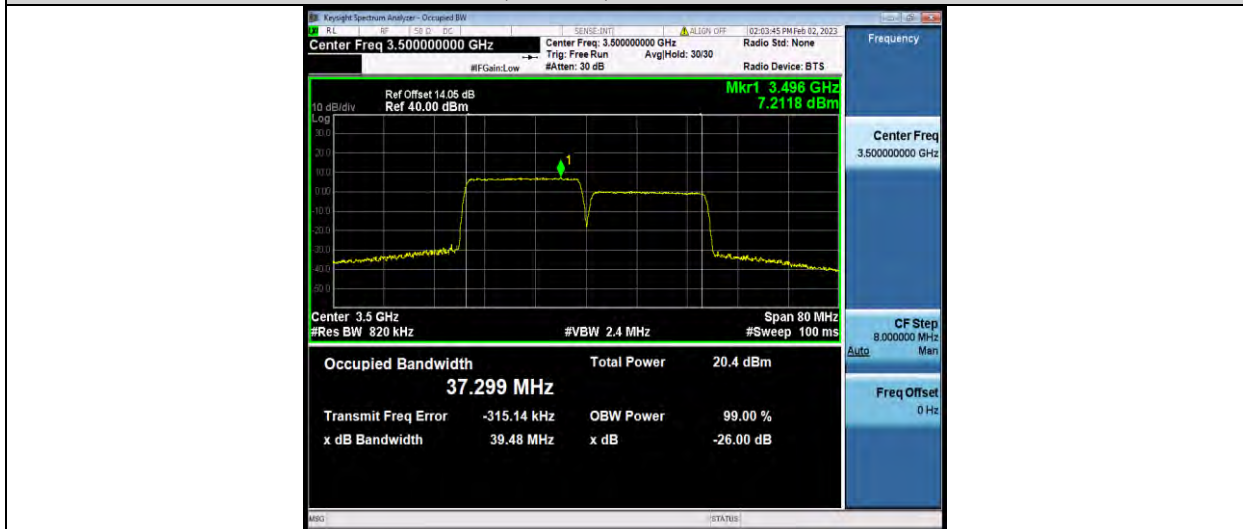 Keysight Spectrum Analyzer - Occupied BW
RL RF 50 Ω DC SENSE:INT ALIGN OFF 02:03:45 PM Feb 02, 2023
Center Freq 3.500000000 GHz
Center Freq: 3.500000000 GHz
Radio Std: None
Trig: Free Run Avg|Hold: 30/30
#IFGain:Low #Atten: 30 dB Radio Device: BTS
Frequency
Ref Offset 14.05 dB
Mkr1 3.496 GHz
10 dB/div Ref 40.00 dBm
7.2118 dBm
Log
30.0
20.0
10.0
0.00
-10.0
-20.0
-30.0
-40.0
-50.0
1
Center 3.5 GHz Span 80 MHz
#Res BW 820 kHz #VBW 2.4 MHz #Sweep 100 ms
Center Freq
3.500000000 GHz
CF Step
8.000000 MHz
Auto Man
Freq Offset
0 Hz
Occupied Bandwidth Total Power 20.4 dBm
37.299 MHz
Transmit Freq Error -315.14 kHz OBW Power 99.00 %
x dB Bandwidth 39.48 MHz x dB -26.00 dB
MSG STATUS